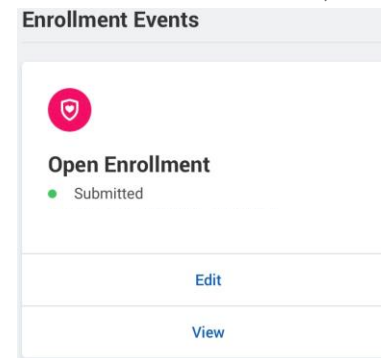 Enrollment Events
Open Enrollment
Submitted
Edit
View